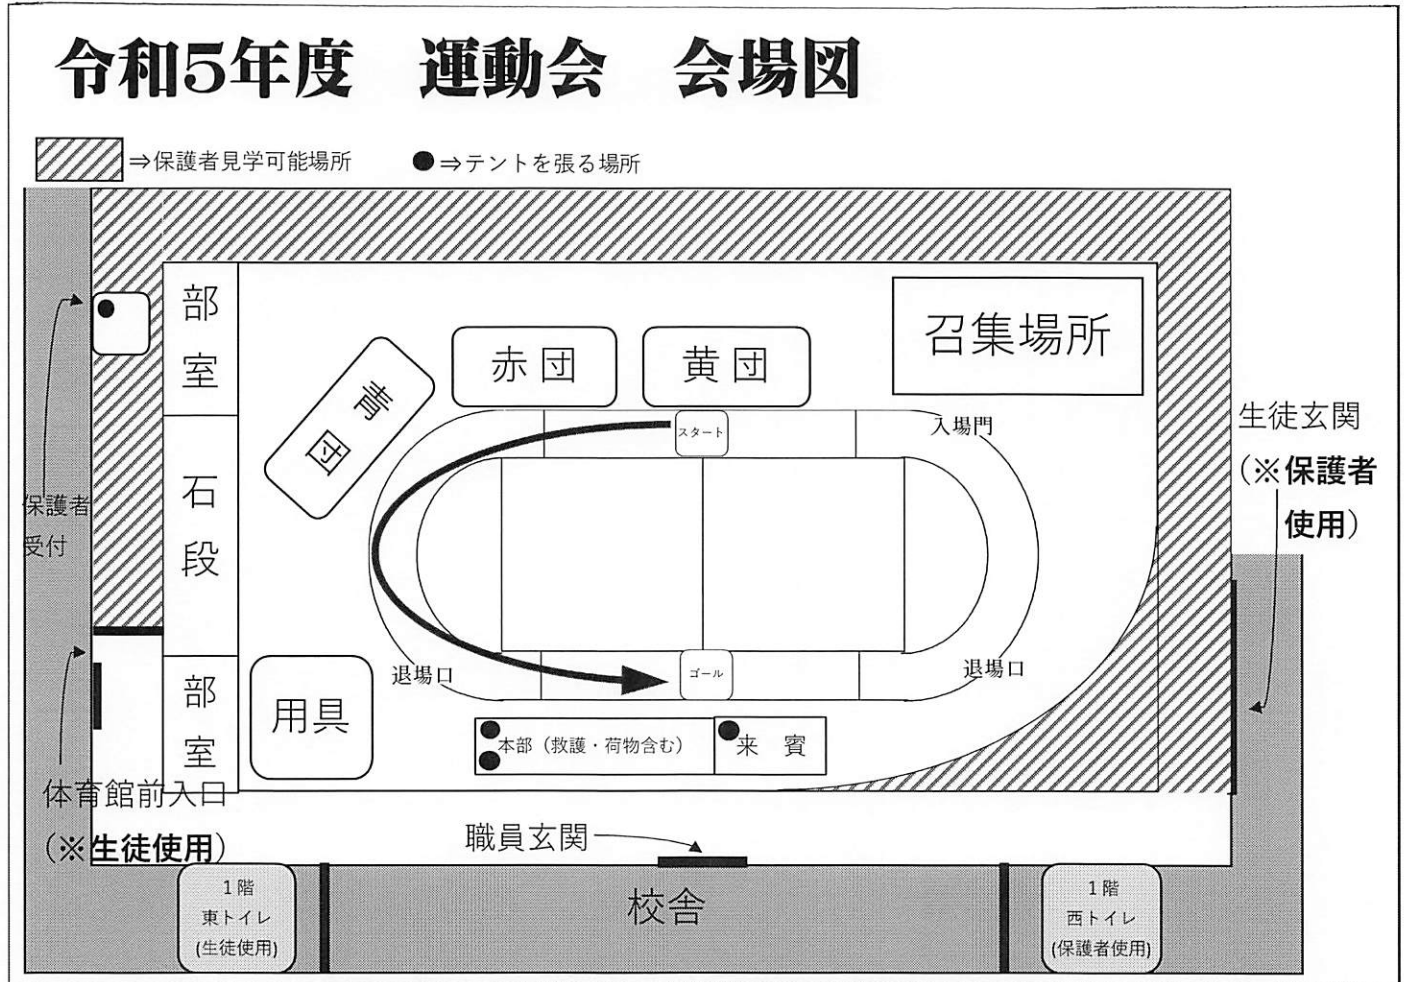 令和5年度　運動会　会場図
⇒保護者見学可能場所
●⇒テントを張る場所
部室
青団
赤団
黄団
召集場所
スタート
入場門
生徒玄関
（※保護者
使用）
保護者
受付
石段
退場口
ゴール
退場口
部室
用具
本部（救護・荷物含む）
来　賓
体育館前入口
（※生徒使用）
職員玄関
校舎
1階
東トイレ
(生徒使用)
1階
西トイレ
(保護者使用)